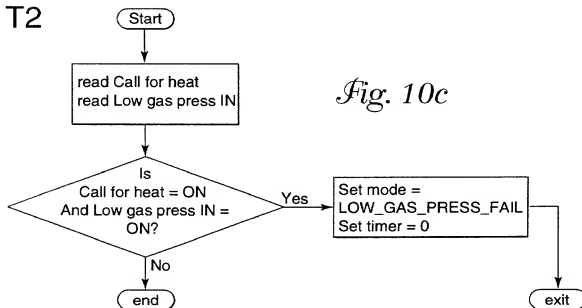 T2
Start
read Call for heat
read Low gas press IN
Fig. 10c
Is
Call for heat = ON
And Low gas press IN =
ON?
Yes
Set mode =
LOW_GAS_PRESS_FAIL
Set timer = 0
No
end
exit